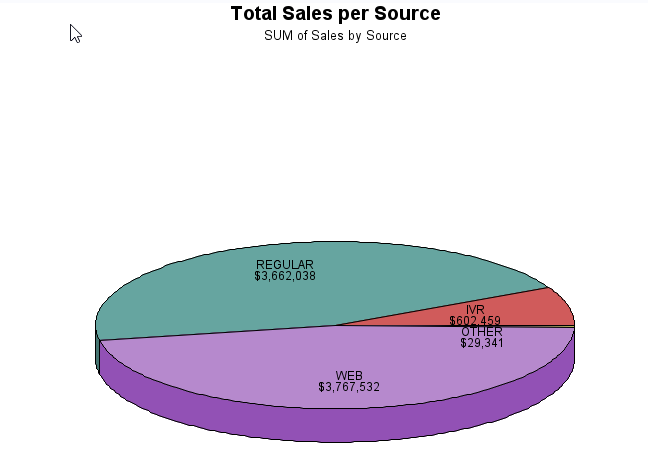 Total Sales per Source
SUM of Sales by Source
REGULAR
$3,662,038
IVR
$602,459
OTHER
$29,341
WEB
$3,767,532